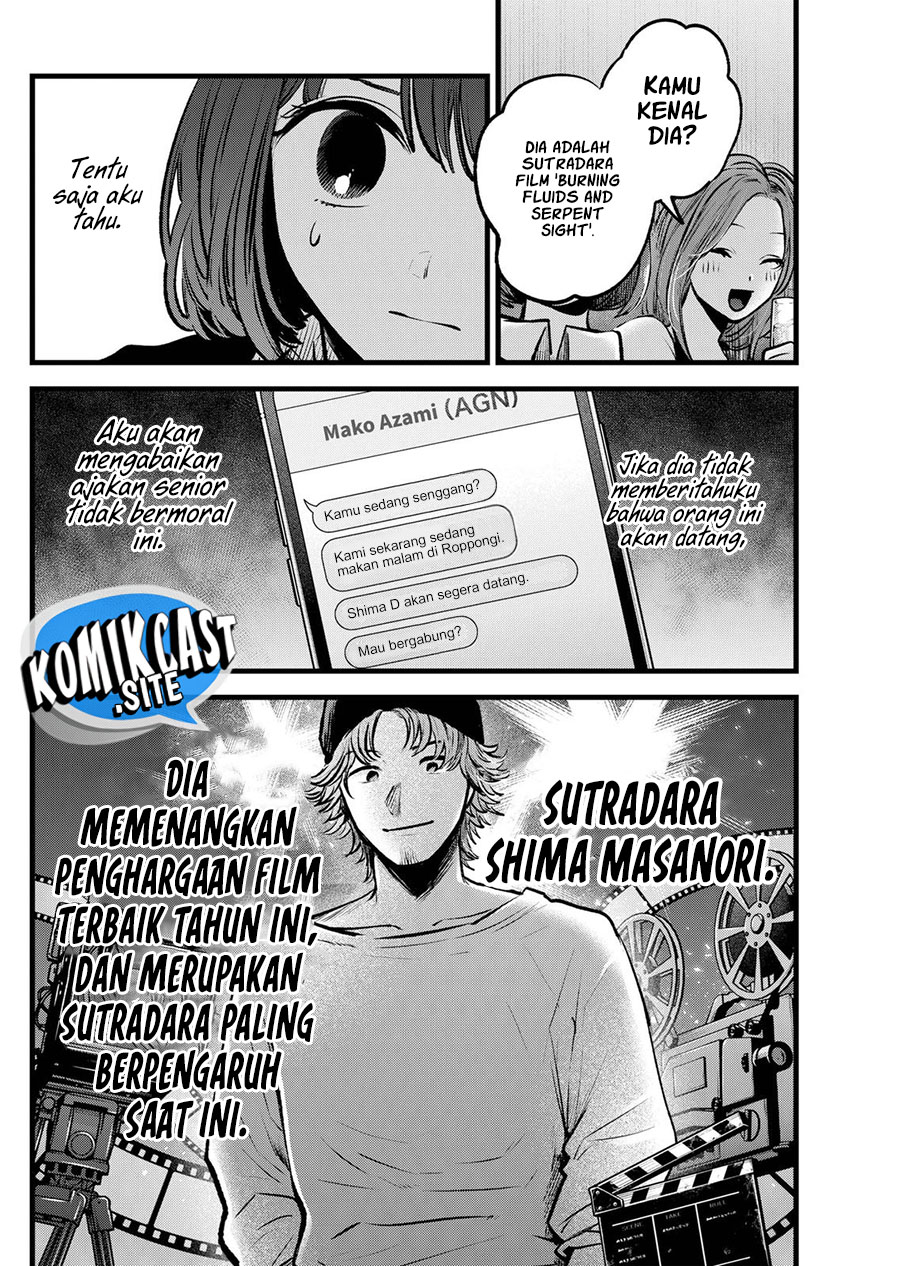 KAMU
KENAL
DIA?
DIA ADALAH
SUTRADARA
FILM 'BURNING
FLUIDS AND
SERPENT
SIGHT'.
Tentu
saja aku
tahu.
Jika dia tidak
memberitahuku
bahwa orang ini
akan datang,
Mako Azami (AGN)
Kamu sedang senggang?
Kami sekarang sedang
makan malam di Roppongi.
Shima D akan segera datang.
Mau bergabung?
Aku akan
mengabaikan
ajakan senior
tidak bermoral
ini.
KOMIKCAST
.SITE
SUTRADARA
SHIMA MASANORI.
DIA
MEMENANGKAN
PENGHARGAAN FILM
TERBAIK TAHUN INI,
DAN MERUPAKAN
SUTRADARA PALING
BERPENGARUH
SAAT INI.
SCENE TAKE ROLL